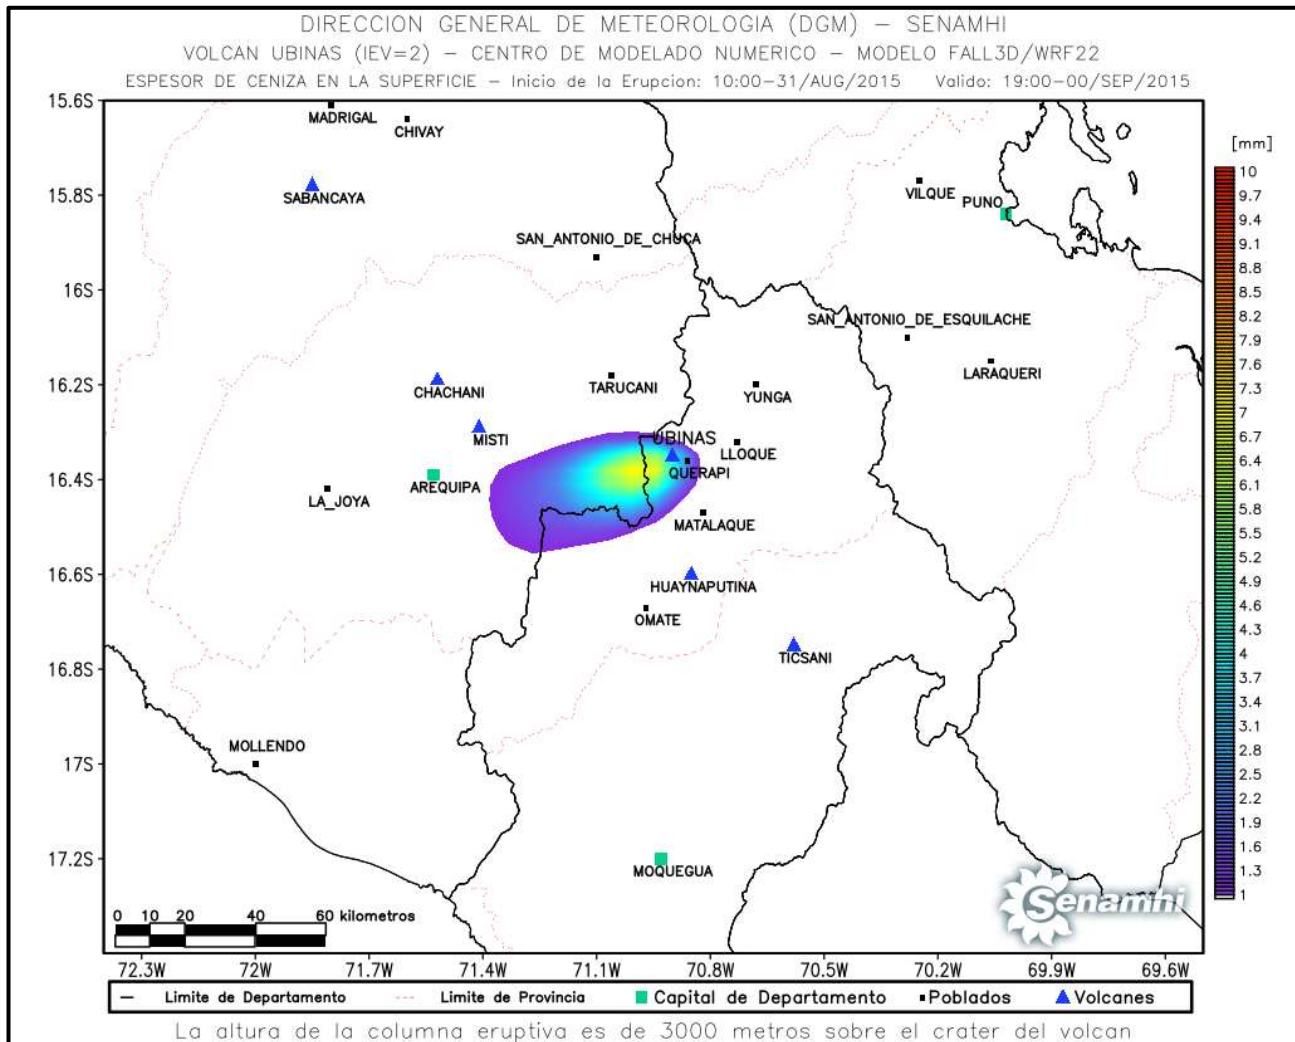 DIRECCION GENERAL DE METEOROLOGIA (DGM) – SENAMHI
VOLCAN UBINAS (IEV=2) – CENTRO DE MODELADO NUMERICO – MODELO FALL3D/WRF22
ESPESOR DE CENIZA EN LA SUPERFICIE – Inicio de la Erupcion: 10:00–31/AUG/2015 Valido: 19:00–00/SEP/2015
15.6S
MADRIGAL
CHIVAY
[mm]
10
9.7
9.4
9.1
8.8
8.5
8.2
7.9
7.6
7.3
7
6.7
6.4
6.1
5.8
5.5
5.2
4.9
4.6
4.3
4
3.7
3.4
3.1
2.8
2.5
2.2
1.9
1.6
1.3
1
15.8S
SABANCAYA
VILQUE
PUNO
SAN_ANTONIO_DE_CHUCA
16S
SAN_ANTONIO_DE_ESQUILACHE
LARAQUERI
16.2S
CHACHANI
TARUCANI
YUNGA
MISTI
UBINAS
LLOQUE
QUERAPI
16.4S
AREQUIPA
LA_JOYA
MATALAQUE
16.6S
HUAYNAPUTINA
OMATE
TICSANI
16.8S
MOLLENDO
17S
17.2S
MOQUEGUA
Senamhi
0 10 20 40 60 kilometros
72.3W 72W 71.7W 71.4W 71.1W 70.8W 70.5W 70.2W 69.9W 69.6W
Limite de Departamento Limite de Provincia Capital de Departamento Poblados Volcanes
La altura de la columna eruptiva es de 3000 metros sobre el crater del volcan